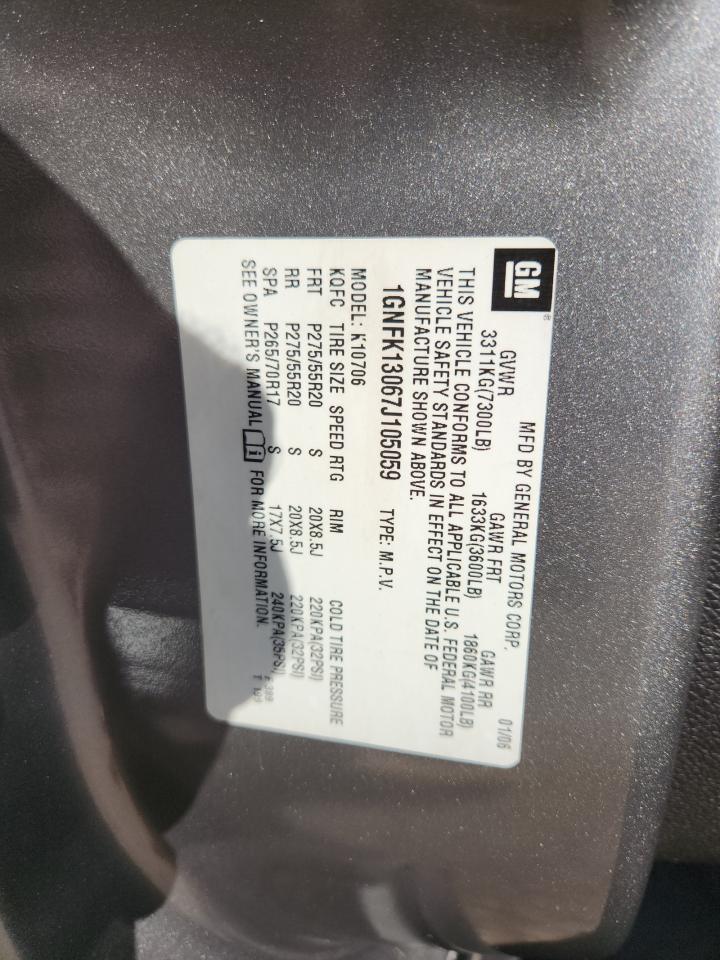 GM®
MFD BY GENERAL MOTORS CORP. 01/06
GVWR GAWR FRT GAWR RR
3311KG(7300LB) 1633KG(3600LB) 1860KG(4100LB)
THIS VEHICLE CONFORMS TO ALL APPLICABLE U.S. FEDERAL MOTOR
VEHICLE SAFETY STANDARDS IN EFFECT ON THE DATE OF
MANUFACTURE SHOWN ABOVE.
1GNFK13067J105059 TYPE: M.P.V.
MODEL: K10706
KQFC TIRE SIZE SPEED RTG RIM COLD TIRE PRESSURE
FRT P275/55R20 S 20X8.5J 220KPA(32PSI)
RR P275/55R20 S 20X8.5J 220KPA(32PSI)
SPA P265/70R17 S 17X7.5J 240KPA(35PSI)
SEE OWNER'S MANUAL i FOR MORE INFORMATION.